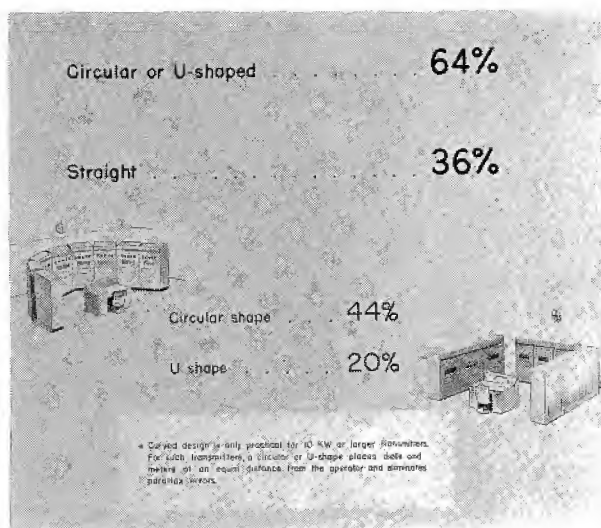 Circular or U-shaped . . . . . . . 64%
Straight . . . . . . . . . . 36%
Circular shape . . . . 44%
U shape . . . . . . 20%
* Curved design is only practical for 10 KW or larger transmitters.
For such transmitters, a circular or U-shape places dials and
meters at an equal distance from the operator and eliminates
parallax errors.